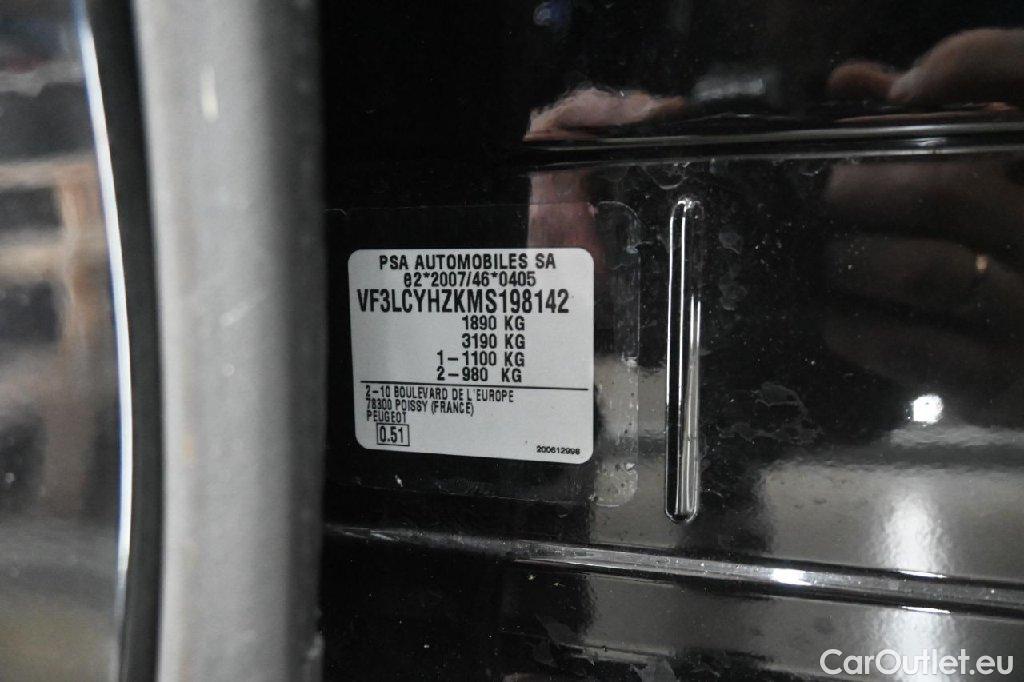 PSA AUTOMOBILES SA
e2*2007/46*0405
VF3LCYHZKMS198142
1890 KG
3190 KG
1-1100 KG
2-980 KG
2-10 BOULEVARD DE L'EUROPE
78300 POISSY (FRANCE)
PEUGEOT
0.51
200612998
CarOutlet.eu